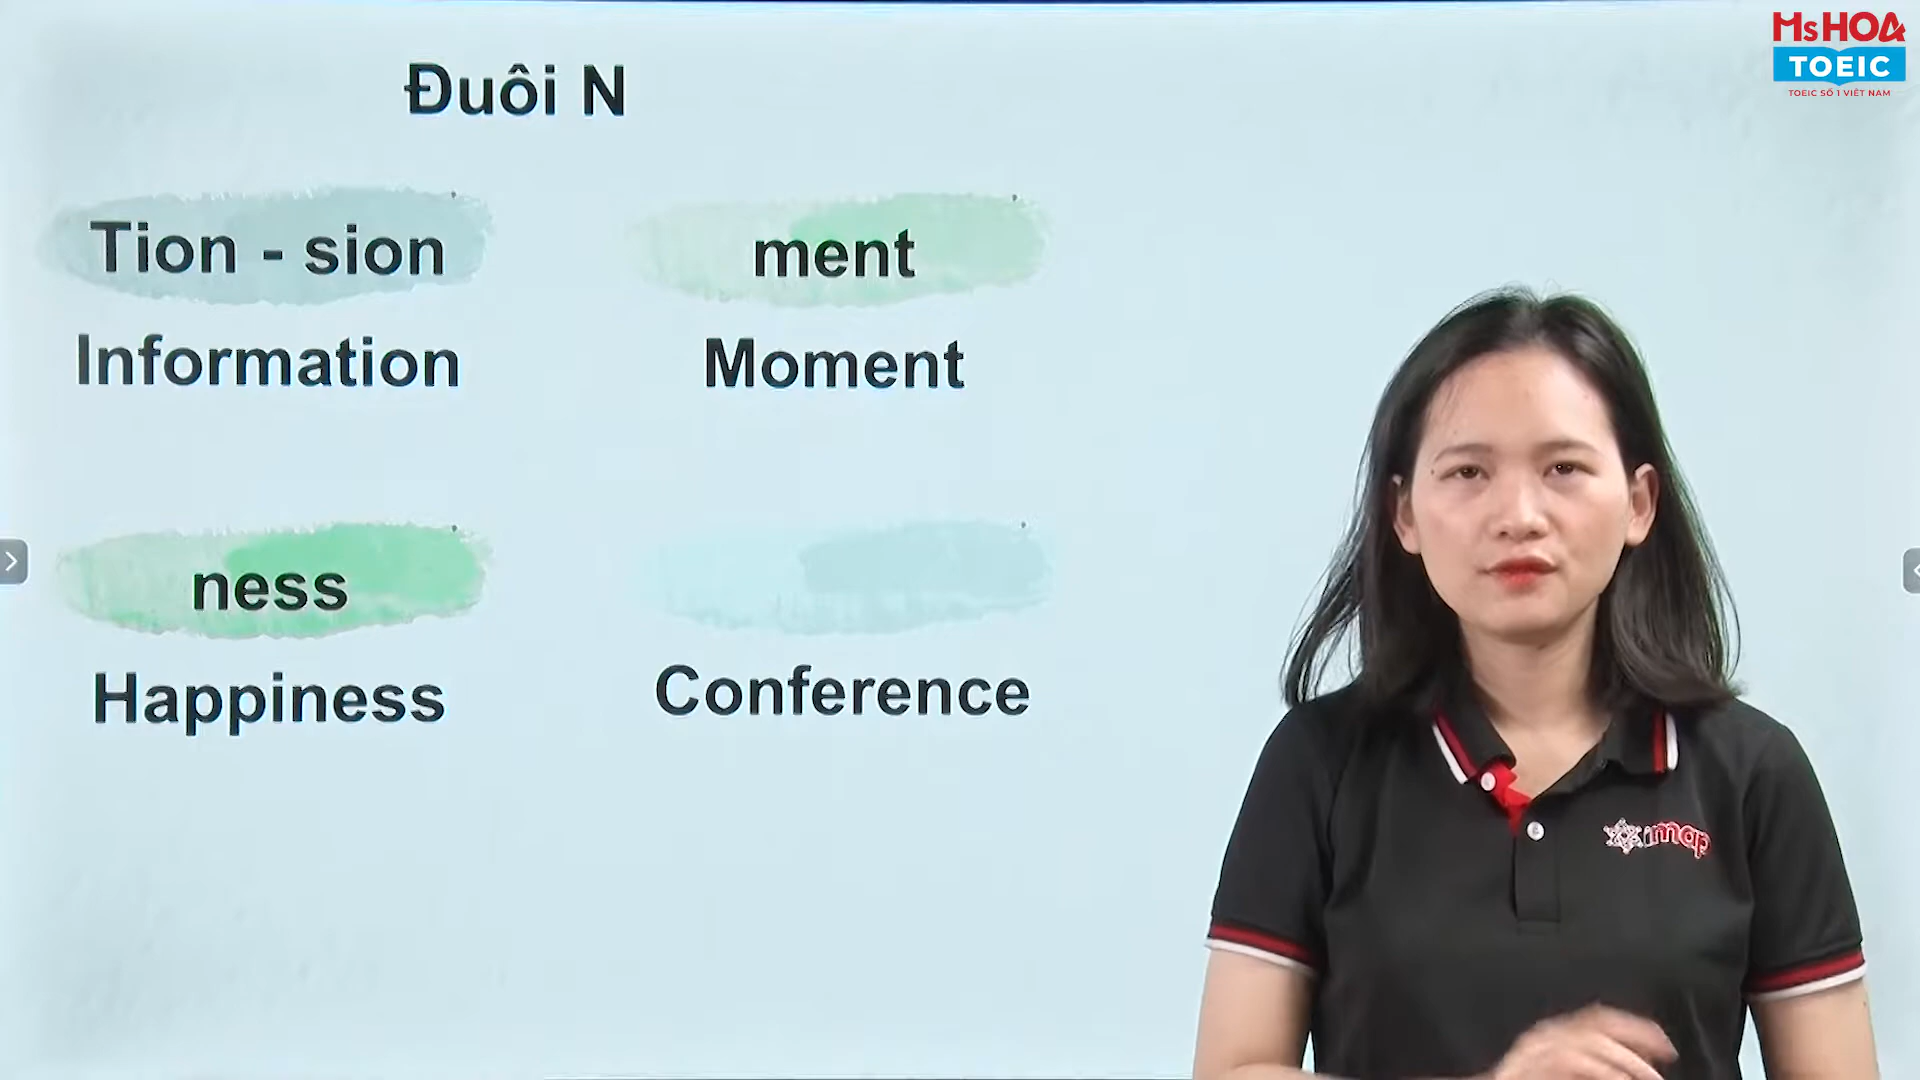 MsHOA
TOEIC
TOEIC SỐ 1 VIỆT NAM
Đuôi N
Tion - sion
ment
Information
Moment
ness
Happiness
Conference
imap